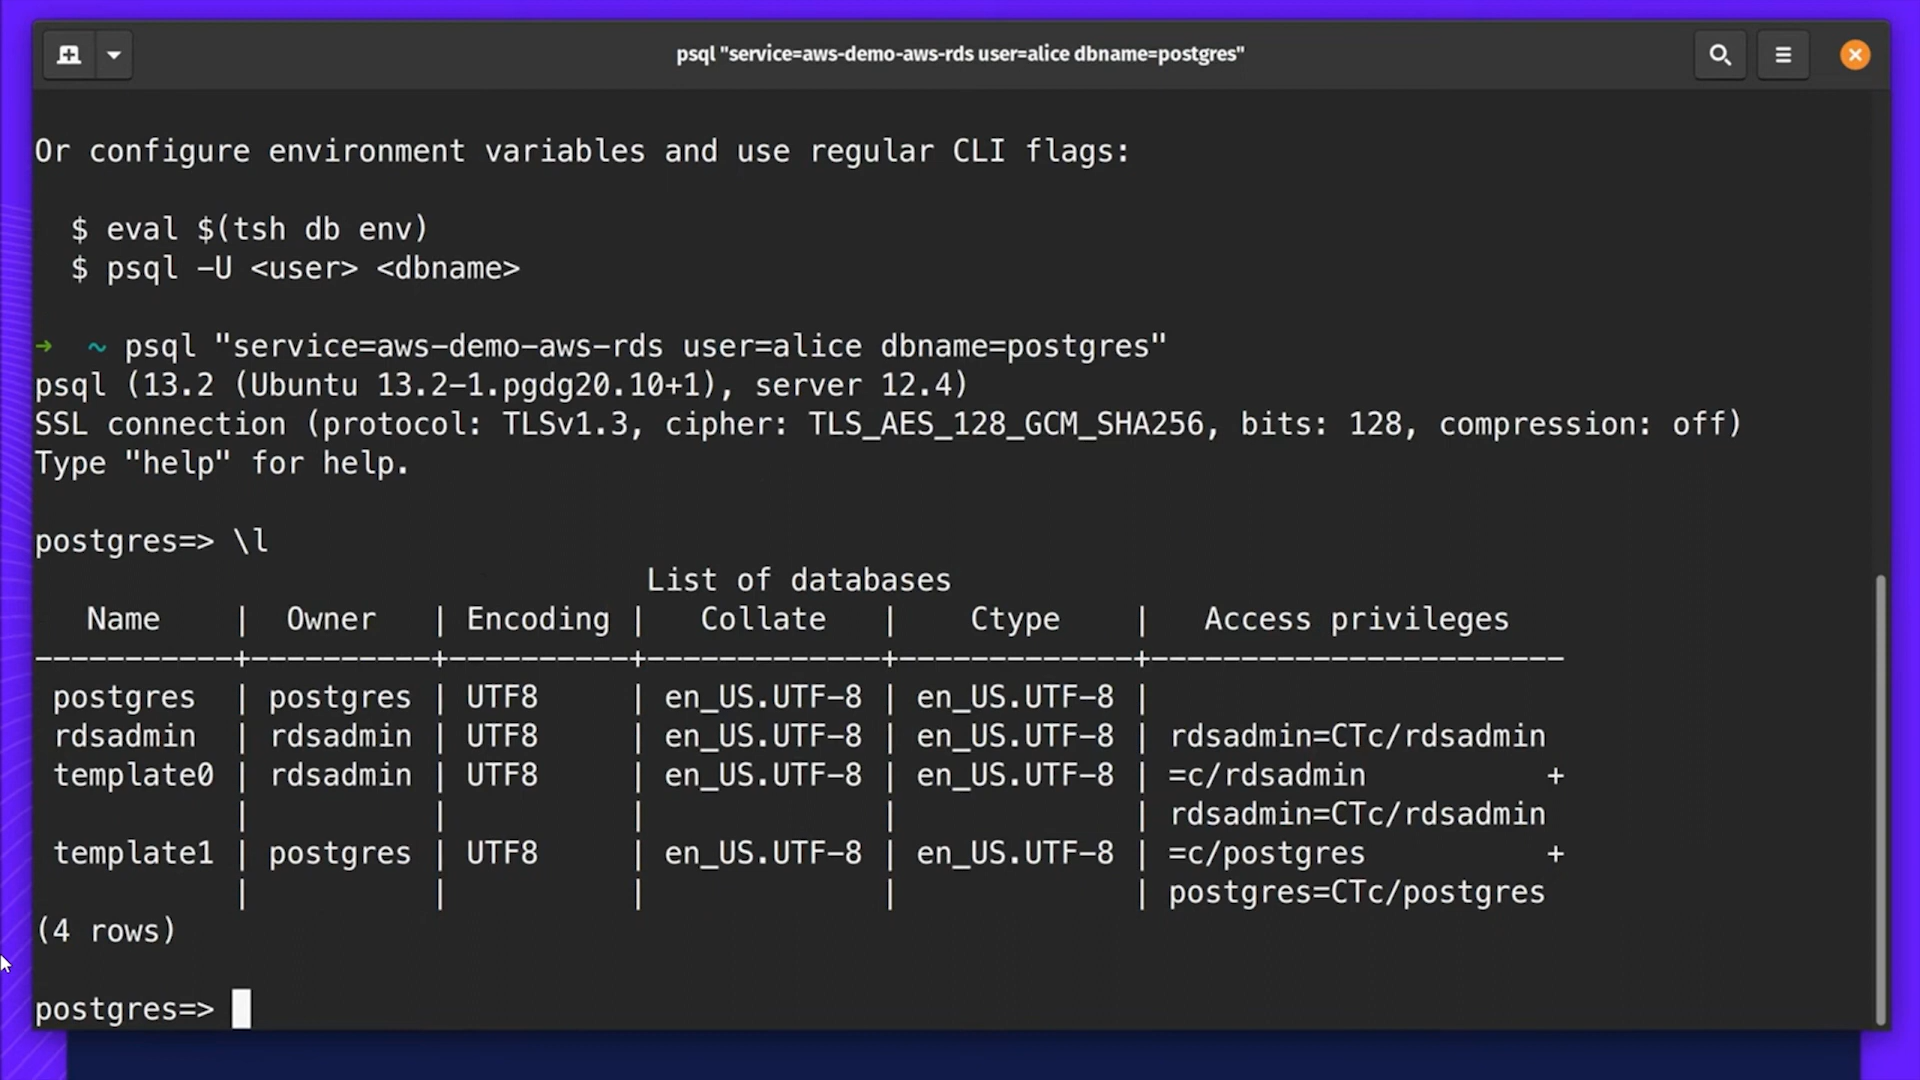 psql "service=aws-demo-aws-rds user=alice dbname=postgres"
Or configure environment variables and use regular CLI flags:
$ eval $(tsh db env)
$ psql -U <user> <dbname>
➜ ~ psql "service=aws-demo-aws-rds user=alice dbname=postgres"
psql (13.2 (Ubuntu 13.2-1.pgdg20.10+1), server 12.4)
SSL connection (protocol: TLSv1.3, cipher: TLS_AES_128_GCM_SHA256, bits: 128, compression: off)
Type "help" for help.
postgres=> \l
List of databases
Name | Owner | Encoding | Collate | Ctype | Access privileges
-----------+----------+----------+-------------+-------------+-----------------------
postgres | postgres | UTF8 | en_US.UTF-8 | en_US.UTF-8 |
rdsadmin | rdsadmin | UTF8 | en_US.UTF-8 | en_US.UTF-8 | rdsadmin=CTc/rdsadmin
template0 | rdsadmin | UTF8 | en_US.UTF-8 | en_US.UTF-8 | =c/rdsadmin +
| | | | | rdsadmin=CTc/rdsadmin
template1 | postgres | UTF8 | en_US.UTF-8 | en_US.UTF-8 | =c/postgres +
| | | | | postgres=CTc/postgres
(4 rows)
postgres=>